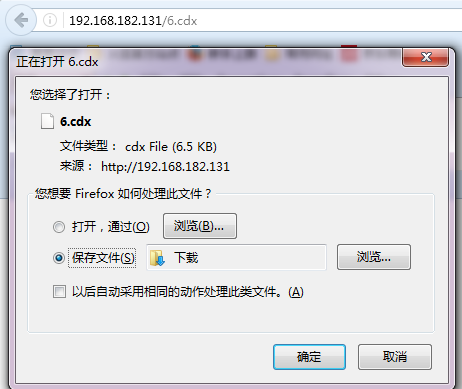 192.168.182.131/6.cdx
正在打开 6.cdx
您选择了打开：
6.cdx
文件类型： cdx File (6.5 KB)
来源： http://192.168.182.131
您想要 Firefox 如何处理此文件？
打开，通过(O) 浏览(B)...
保存文件(S) 下载 浏览...
以后自动采用相同的动作处理此类文件。(A)
确定 取消